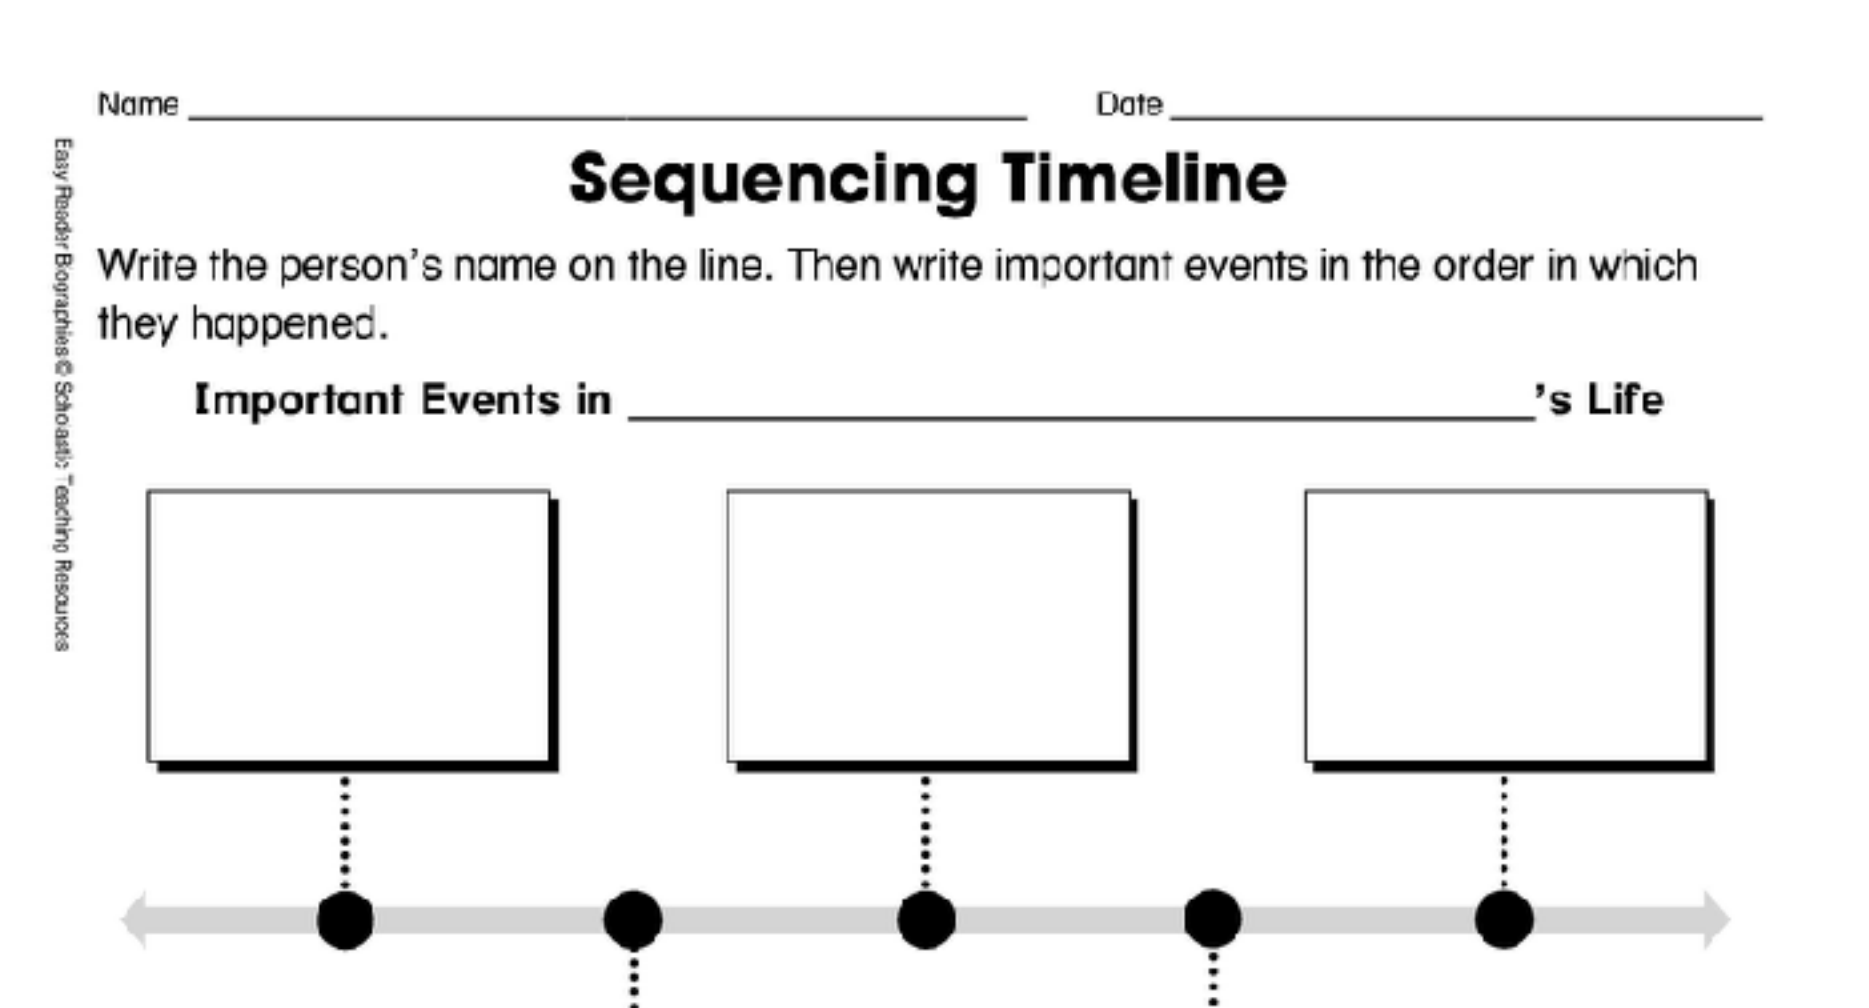 Name Date
Sequencing Timeline
Write the person's name on the line. Then write important events in the order in which
they happened.
Important Events in 's Life
Easy Reader Biographies © Scholastic Teaching Resources